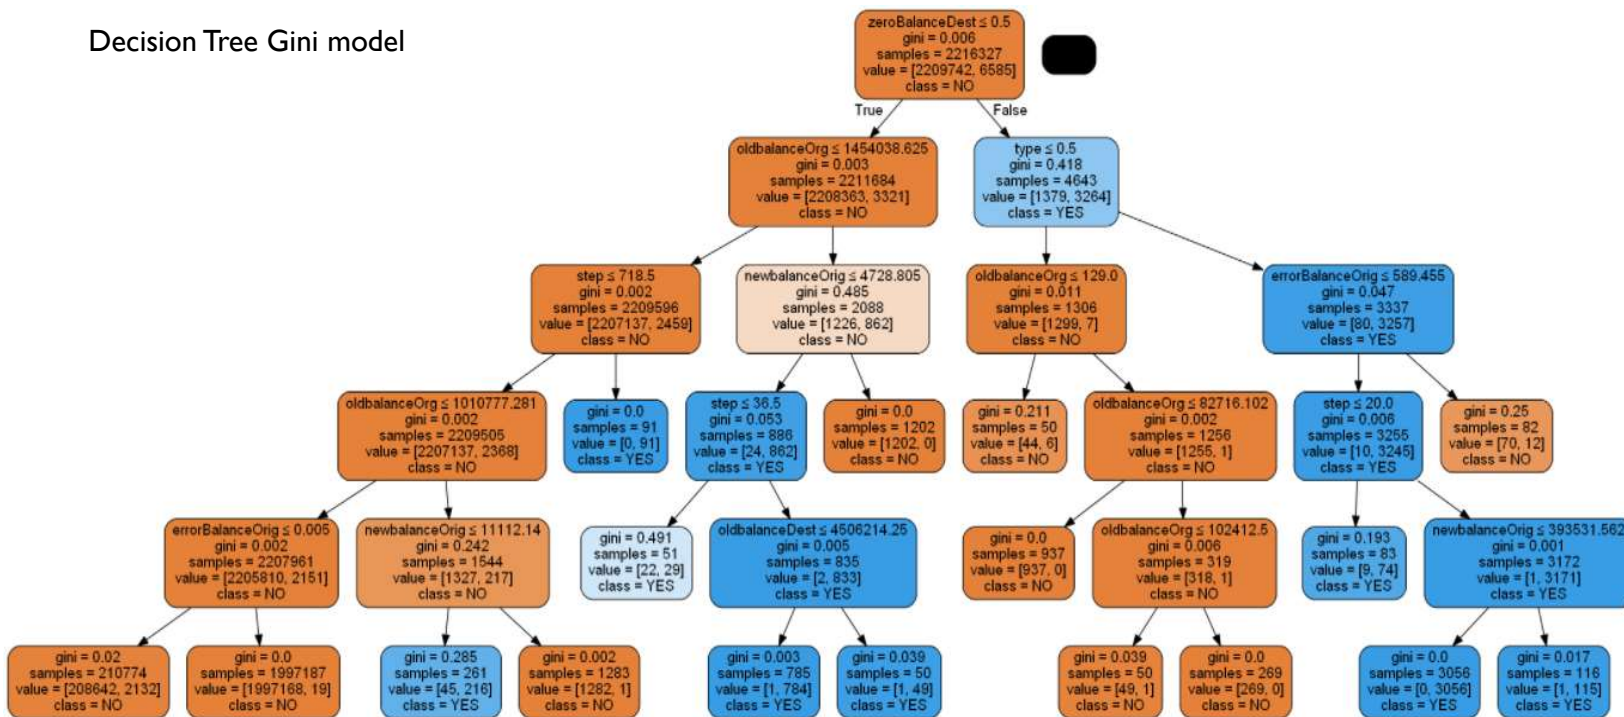 Decision Tree Gini model
zeroBalanceDest ≤ 0.5
gini = 0.006
samples = 2216327
value = [2209742, 6585]
class = NO
True
False
oldbalanceOrg ≤ 1454038.625
gini = 0.003
samples = 2211684
value = [2208363, 3321]
class = NO
type ≤ 0.5
gini = 0.418
samples = 4643
value = [1379, 3264]
class = YES
step ≤ 718.5
gini = 0.002
samples = 2209596
value = [2207137, 2459]
class = NO
newbalanceOrig ≤ 4728.805
gini = 0.485
samples = 2088
value = [1226, 862]
class = NO
oldbalanceOrg ≤ 129.0
gini = 0.011
samples = 1306
value = [1299, 7]
class = NO
errorBalanceOrig ≤ 589.455
gini = 0.047
samples = 3337
value = [80, 3257]
class = YES
oldbalanceOrg ≤ 1010777.281
gini = 0.002
samples = 2209505
value = [2207137, 2368]
class = NO
gini = 0.0
samples = 91
value = [0, 91]
class = YES
step ≤ 36.5
gini = 0.053
samples = 886
value = [24, 862]
class = YES
gini = 0.0
samples = 1202
value = [1202, 0]
class = NO
gini = 0.211
samples = 50
value = [44, 6]
class = NO
oldbalanceOrg ≤ 82716.102
gini = 0.002
samples = 1256
value = [1255, 1]
class = NO
step ≤ 20.0
gini = 0.006
samples = 3255
value = [10, 3245]
class = YES
gini = 0.25
samples = 82
value = [70, 12]
class = NO
errorBalanceOrig ≤ 0.005
gini = 0.002
samples = 2207961
value = [2205810, 2151]
class = NO
newbalanceOrig ≤ 11112.14
gini = 0.242
samples = 1544
value = [1327, 217]
class = NO
gini = 0.491
samples = 51
value = [22, 29]
class = YES
oldbalanceDest ≤ 4506214.25
gini = 0.005
samples = 835
value = [2, 833]
class = YES
gini = 0.0
samples = 937
value = [937, 0]
class = NO
oldbalanceOrg ≤ 102412.5
gini = 0.006
samples = 319
value = [318, 1]
class = NO
gini = 0.193
samples = 83
value = [9, 74]
class = YES
newbalanceOrig ≤ 393531.562
gini = 0.001
samples = 3172
value = [1, 3171]
class = YES
gini = 0.02
samples = 210774
value = [208642, 2132]
class = NO
gini = 0.0
samples = 1997187
value = [1997168, 19]
class = NO
gini = 0.285
samples = 261
value = [45, 216]
class = YES
gini = 0.002
samples = 1283
value = [1282, 1]
class = NO
gini = 0.003
samples = 785
value = [1, 784]
class = YES
gini = 0.039
samples = 50
value = [1, 49]
class = YES
gini = 0.039
samples = 50
value = [49, 1]
class = NO
gini = 0.0
samples = 269
value = [269, 0]
class = NO
gini = 0.0
samples = 3056
value = [0, 3056]
class = YES
gini = 0.017
samples = 116
value = [1, 115]
class = YES